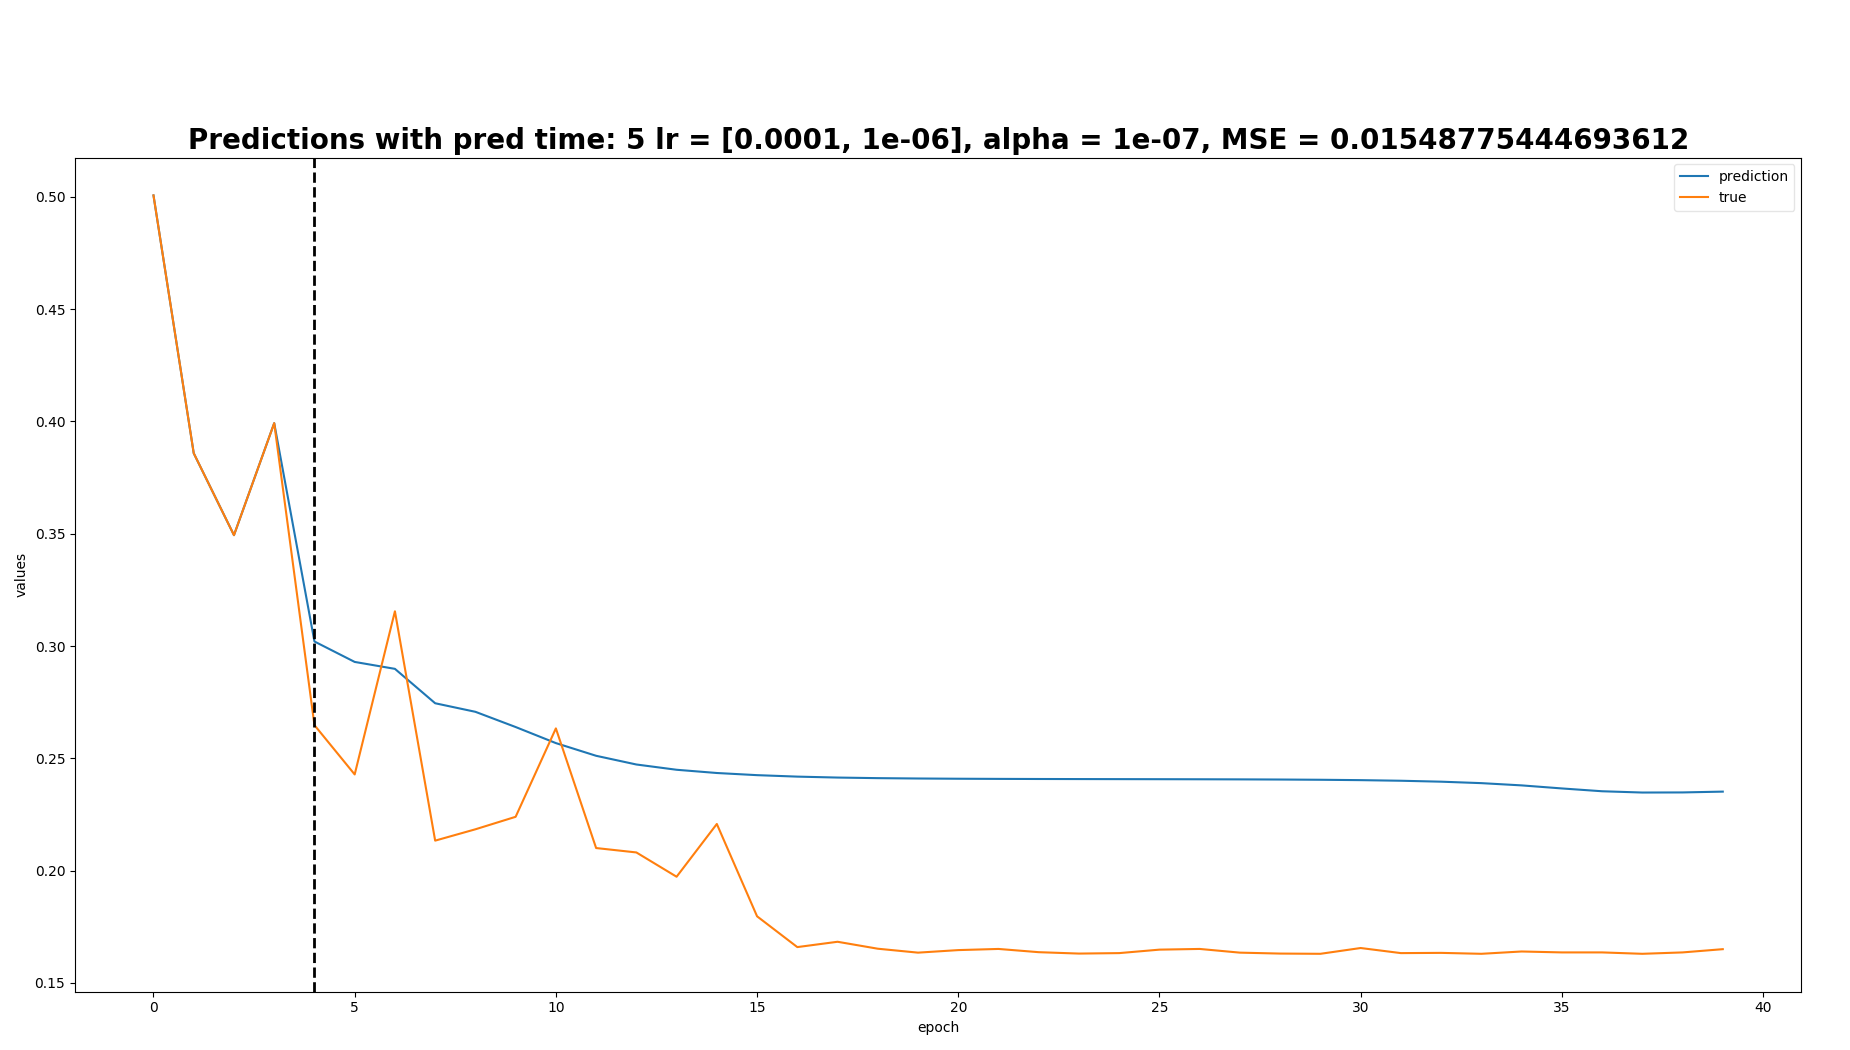 Predictions with pred time: 5 lr = [0.0001, 1e-06], alpha = 1e-07, MSE = 0.01548775444693612
prediction
true
0.50
0.45
0.40
0.35
0.30
0.25
0.20
0.15
values
0 5 10 15 20 25 30 35 40
epoch